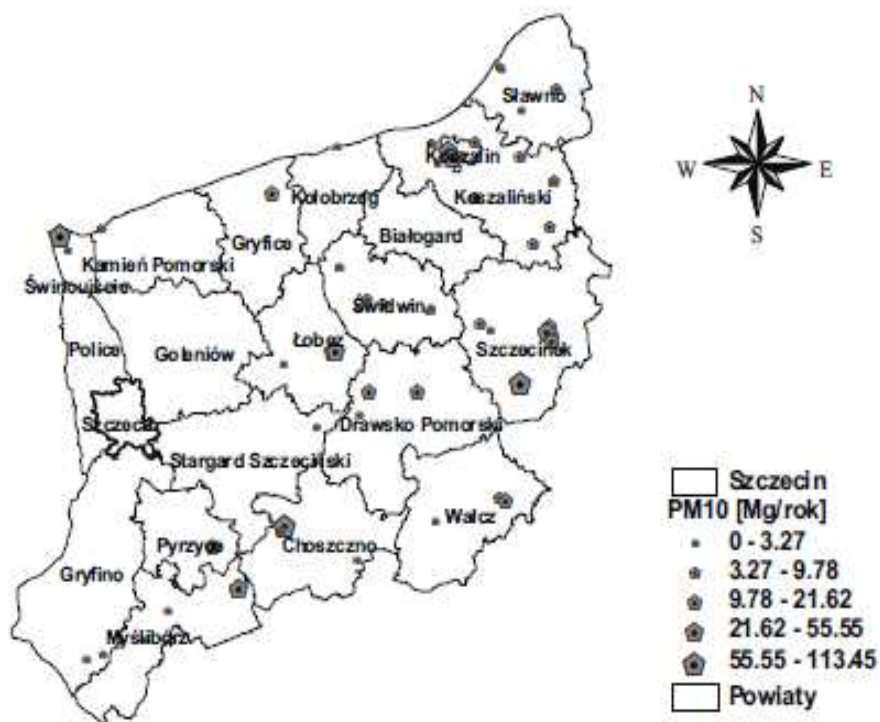 N
W E
S
Sławno
Koszalin
Koszaliński
Kołobrzeg
Białogard
Gryfice
Kamień Pomorski
Świnoujście
Świdwin
Police
Goleniów
Łobez
Szczecinek
Szczecin
Drawsko Pomorski
Stargard Szczeciński
Wałcz
Pyrzyce
Choszczno
Gryfino
Myślibórz
Szczecin
PM10 [Mg/rok]
0 - 3.27
3.27 - 9.78
9.78 - 21.62
21.62 - 55.55
55.55 - 113.45
Powiaty